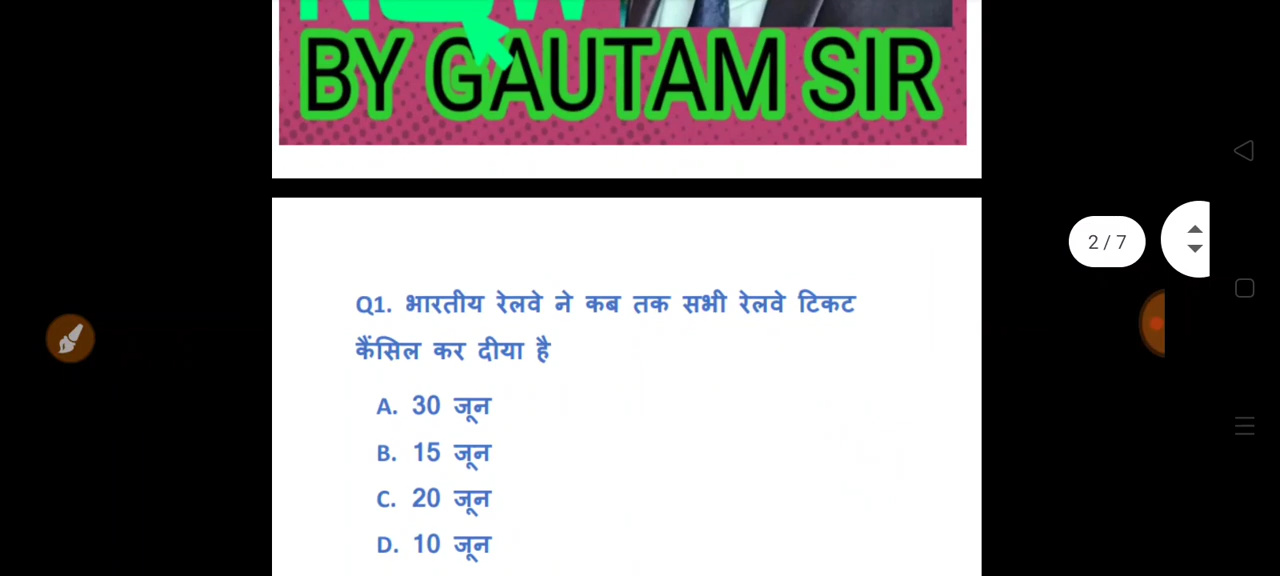 BY GAUTAM SIR
2 / 7
Q1. भारतीय रेलवे ने कब तक सभी रेलवे टिकट
कैंसिल कर दीया है
A. 30 जून
B. 15 जून
C. 20 जून
D. 10 जून